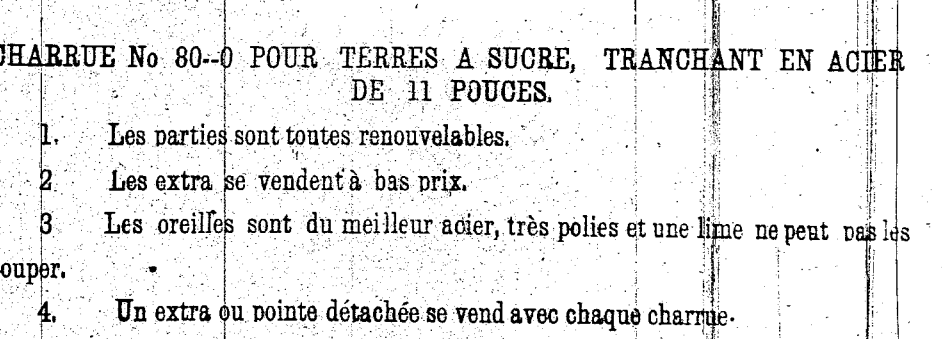 CHARRUE No 80--0 POUR TERRES A SUCRE, TRANCHANT EN ACIER
DE 11 POUCES.
1. Les parties sont toutes renouvelables.
2 Les extra se vendent à bas prix.
3 Les oreilles sont du meilleur acier, très polies et une lime ne peut pas les
ouper.
4. Un extra ou pointe détachée se vend avec chaque charrue.